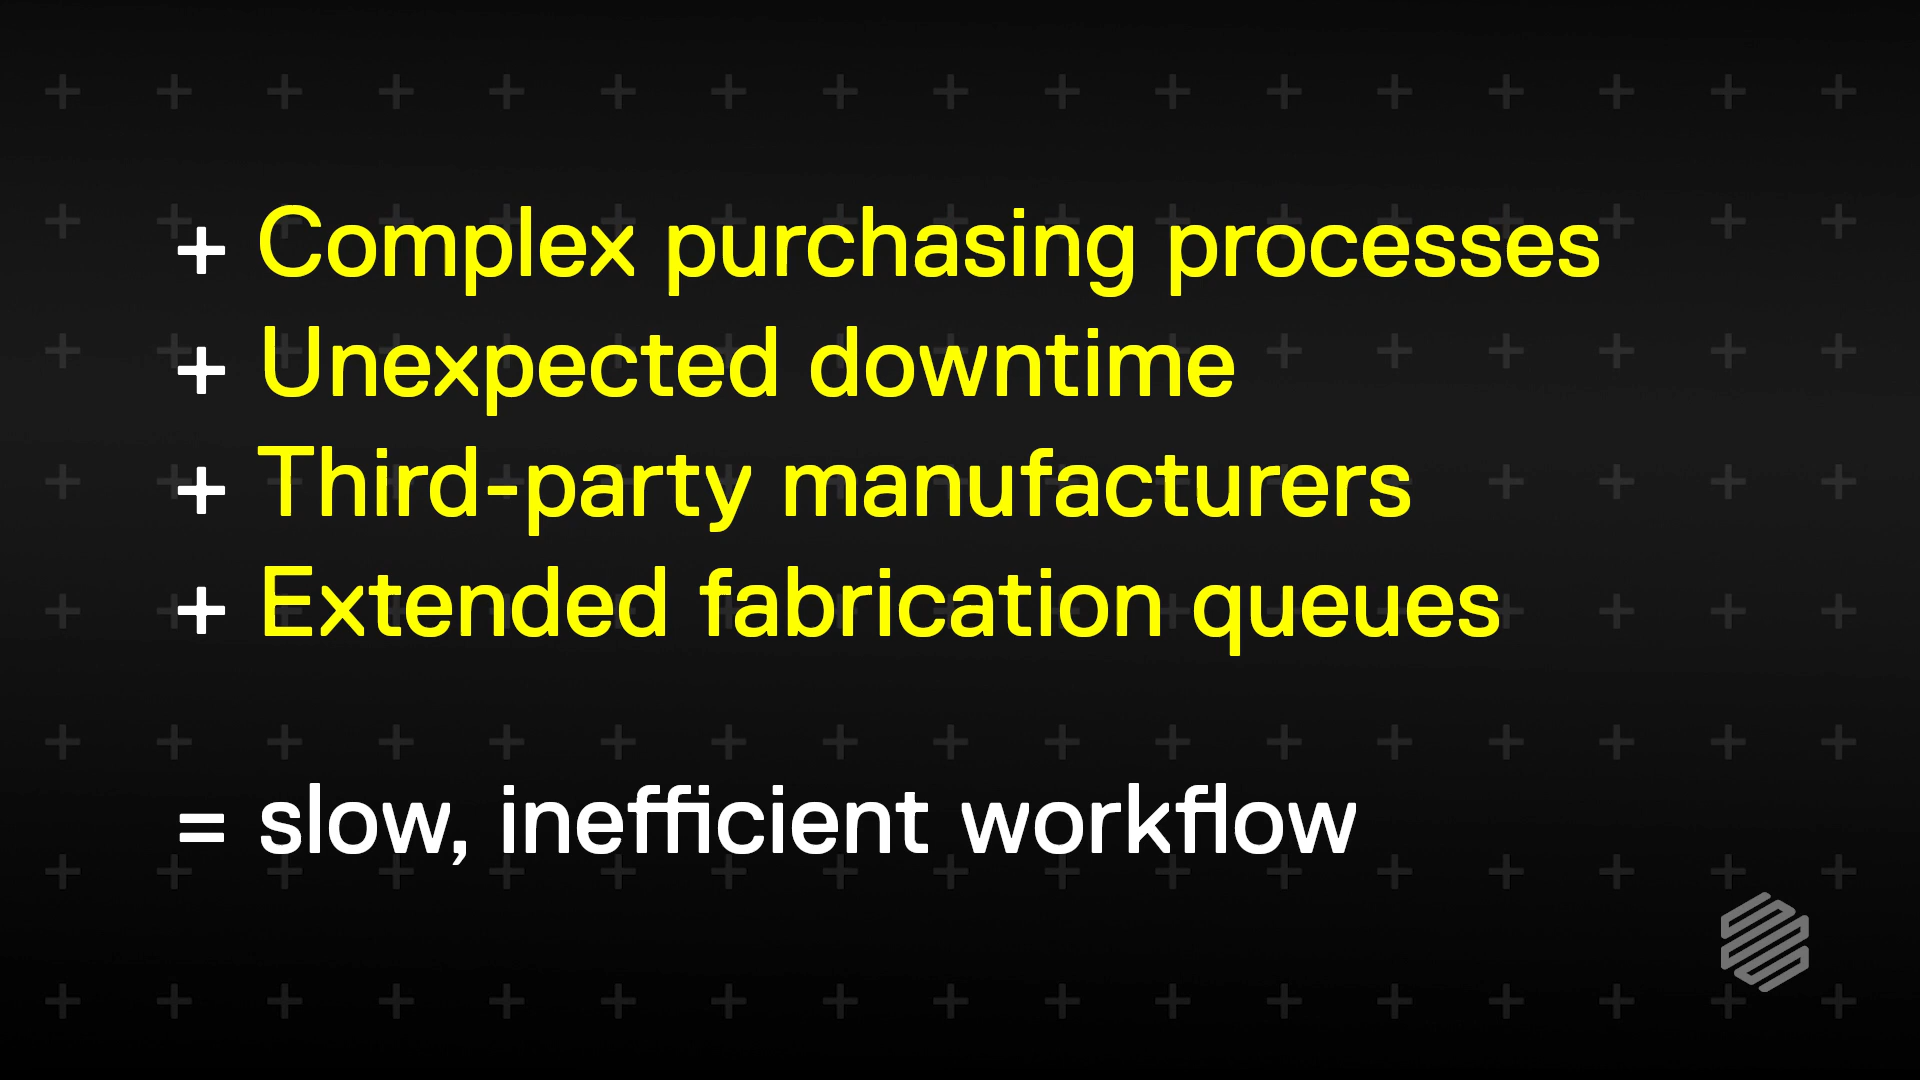 + Complex purchasing processes
+ Unexpected downtime
+ Third-party manufacturers
+ Extended fabrication queues
= slow, inefficient workflow